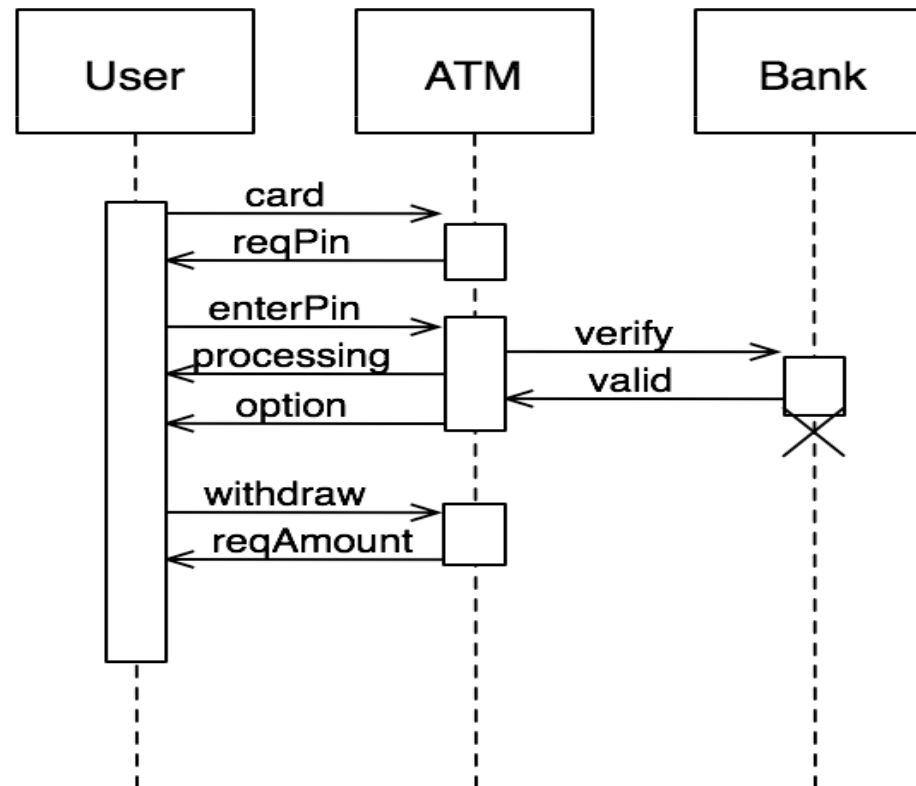 User
ATM
Bank
card
reqPin
enterPin
verify
processing
valid
option
withdraw
reqAmount